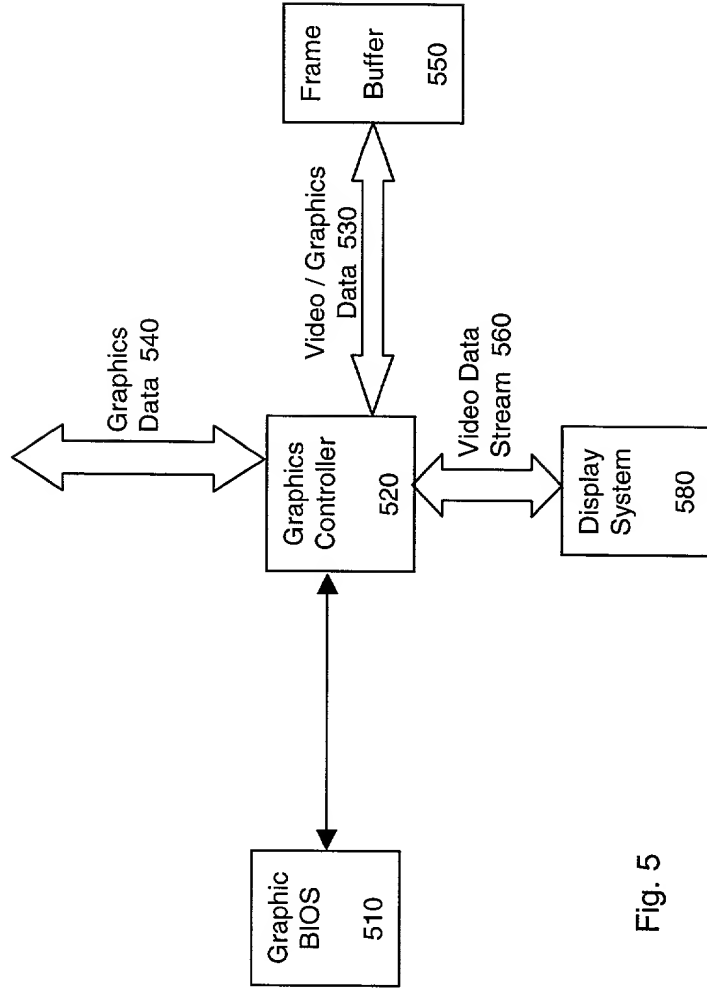 Graphics
Data 540
Graphic
BIOS
510
Graphics
Controller
520
Video / Graphics
Data 530
Frame
Buffer
550
Video Data
Stream 560
Display
System
580
Fig. 5